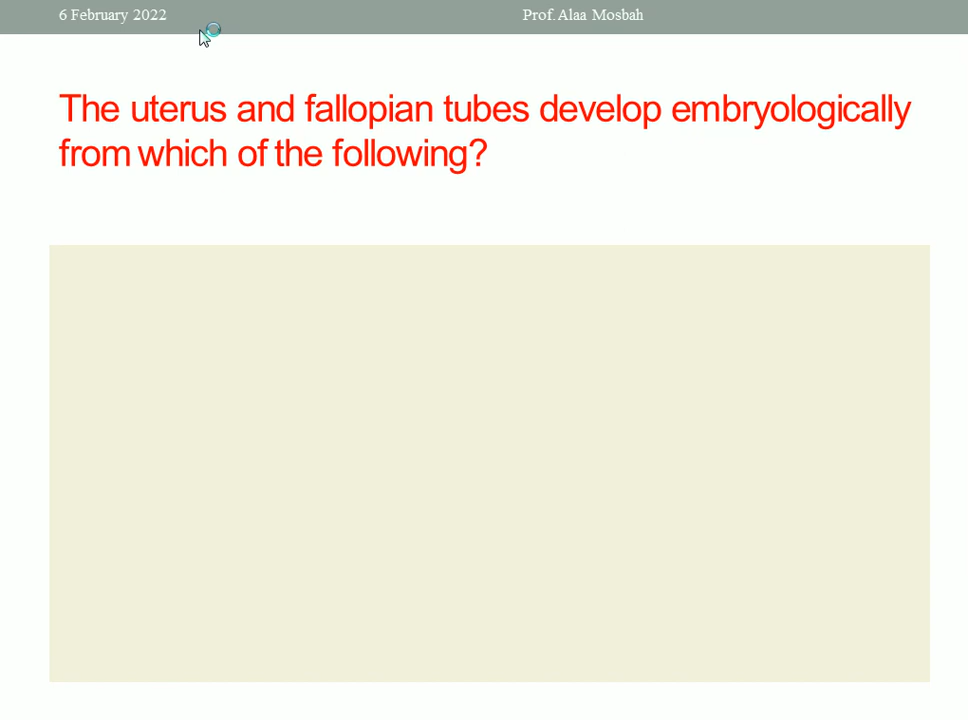 6 February 2022 Prof. Alaa Mosbah
The uterus and fallopian tubes develop embryologically
from which of the following?